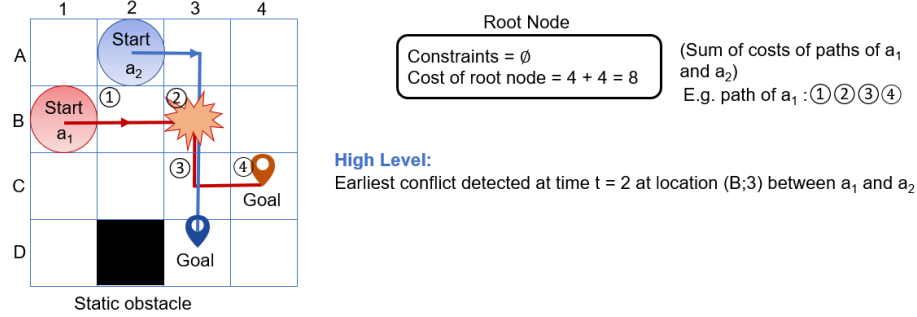 1 2 3 4
A
B
C
D
Start
a₂
Start
a₁
①
②
③
④
Goal
Goal
Static obstacle
Root Node
Constraints = ∅
Cost of root node = 4 + 4 = 8
(Sum of costs of paths of a₁
and a₂)
E.g. path of a₁ : ①②③④
High Level:
Earliest conflict detected at time t = 2 at location (B;3) between a₁ and a₂